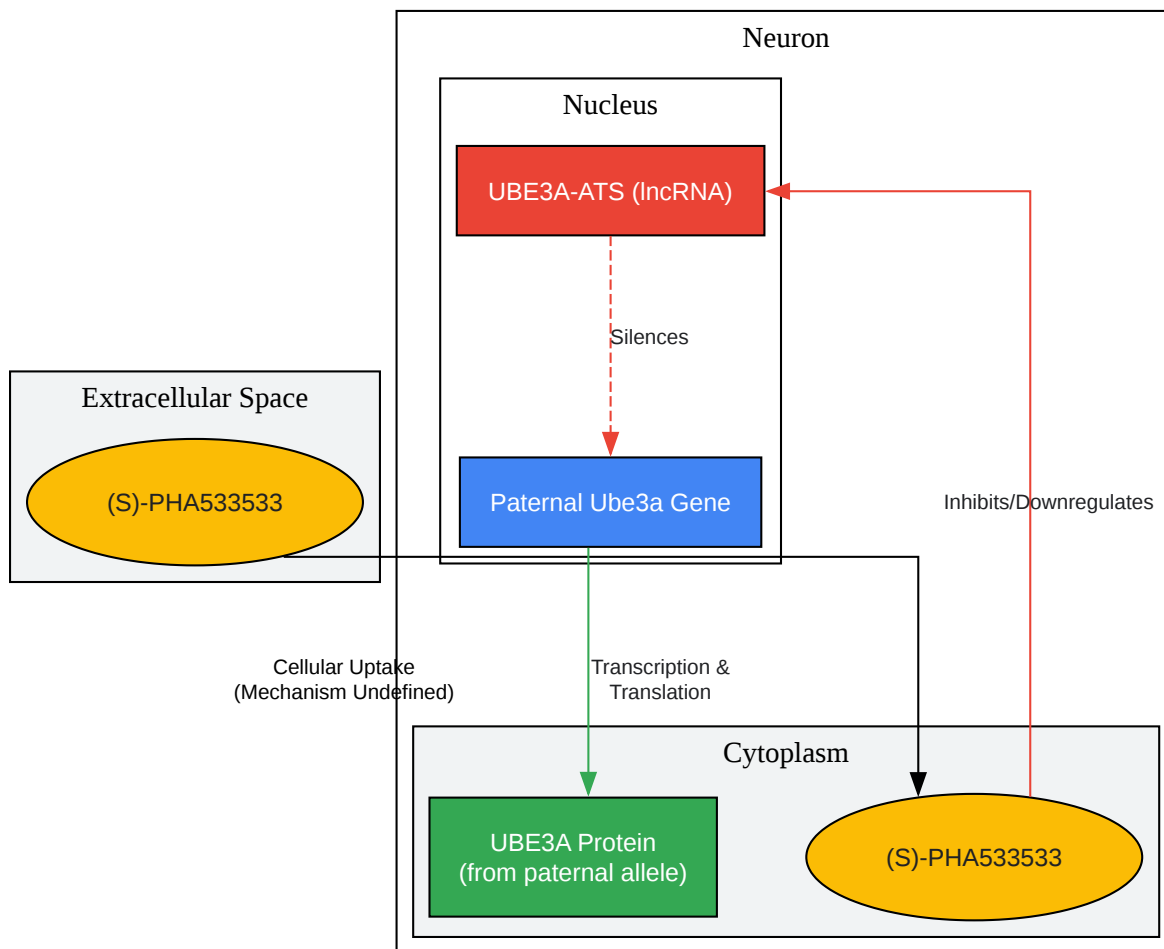 Neuron
Nucleus
UBE3A-ATS (lncRNA)
Silences
Extracellular Space
(S)-PHA533533
Paternal Ube3a Gene
Inhibits/Downregulates
Cellular Uptake
(Mechanism Undefined)
Transcription &
Translation
Cytoplasm
UBE3A Protein
(from paternal allele)
(S)-PHA533533